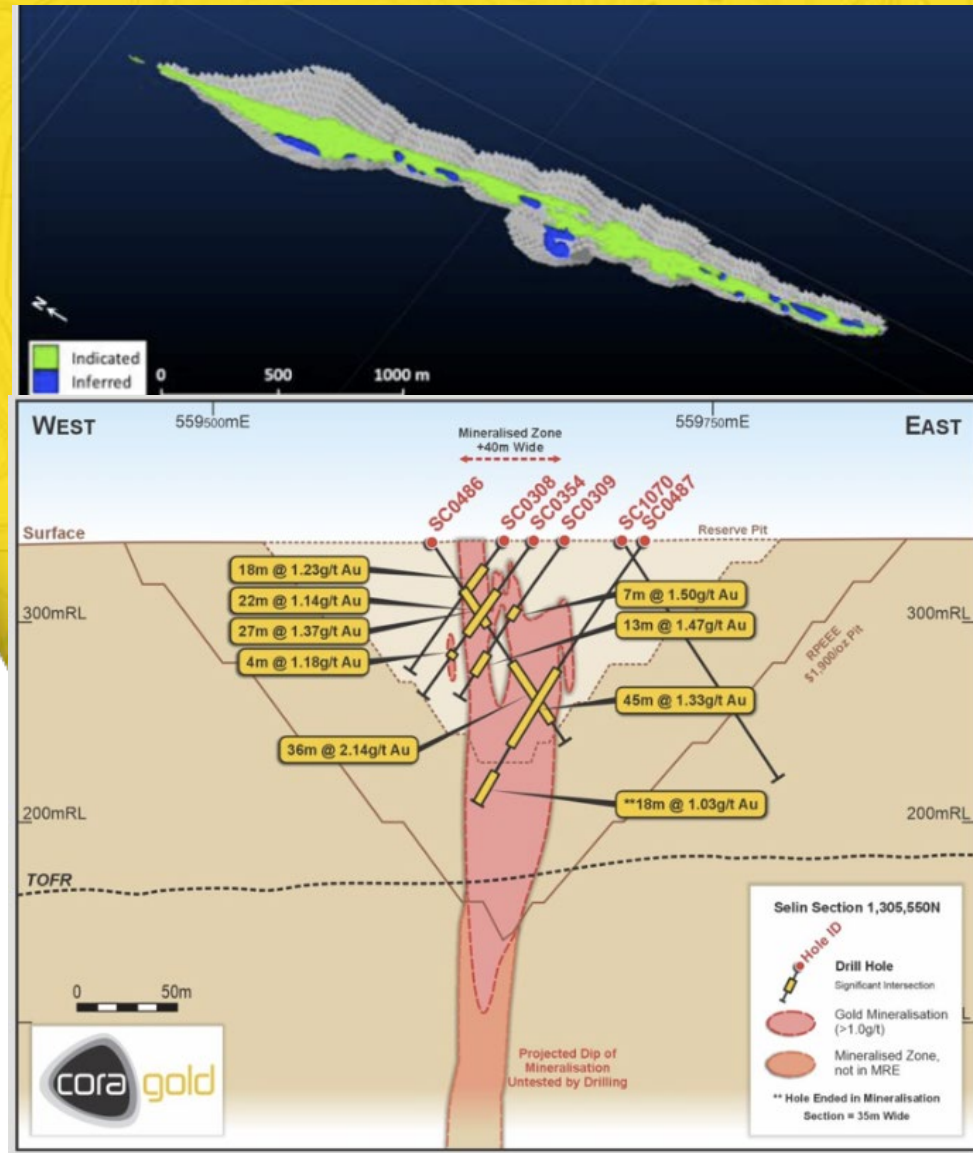 N
Indicated
Inferred
0 500 1000 m
WEST
559500mE
559750mE
EAST
Mineralised Zone
+40m Wide
SC0486
SC0308
SC0354
SC0309
SC1070
SC0487
Surface
Reserve Pit
18m @ 1.23g/t Au
22m @ 1.14g/t Au
27m @ 1.37g/t Au
4m @ 1.18g/t Au
7m @ 1.50g/t Au
13m @ 1.47g/t Au
300mRL
300mRL
RPEEE
$1,900/oz Pit
45m @ 1.33g/t Au
36m @ 2.14g/t Au
**18m @ 1.03g/t Au
200mRL
200mRL
TOFR
0 50m
cora gold
Projected Dip of
Mineralisation
Untested by Drilling
Selin Section 1,305,550N
Hole ID
Drill Hole
Significant Intersection
Gold Mineralisation
(>1.0g/t)
Mineralised Zone,
not in MRE
** Hole Ended in Mineralisation
Section = 35m Wide